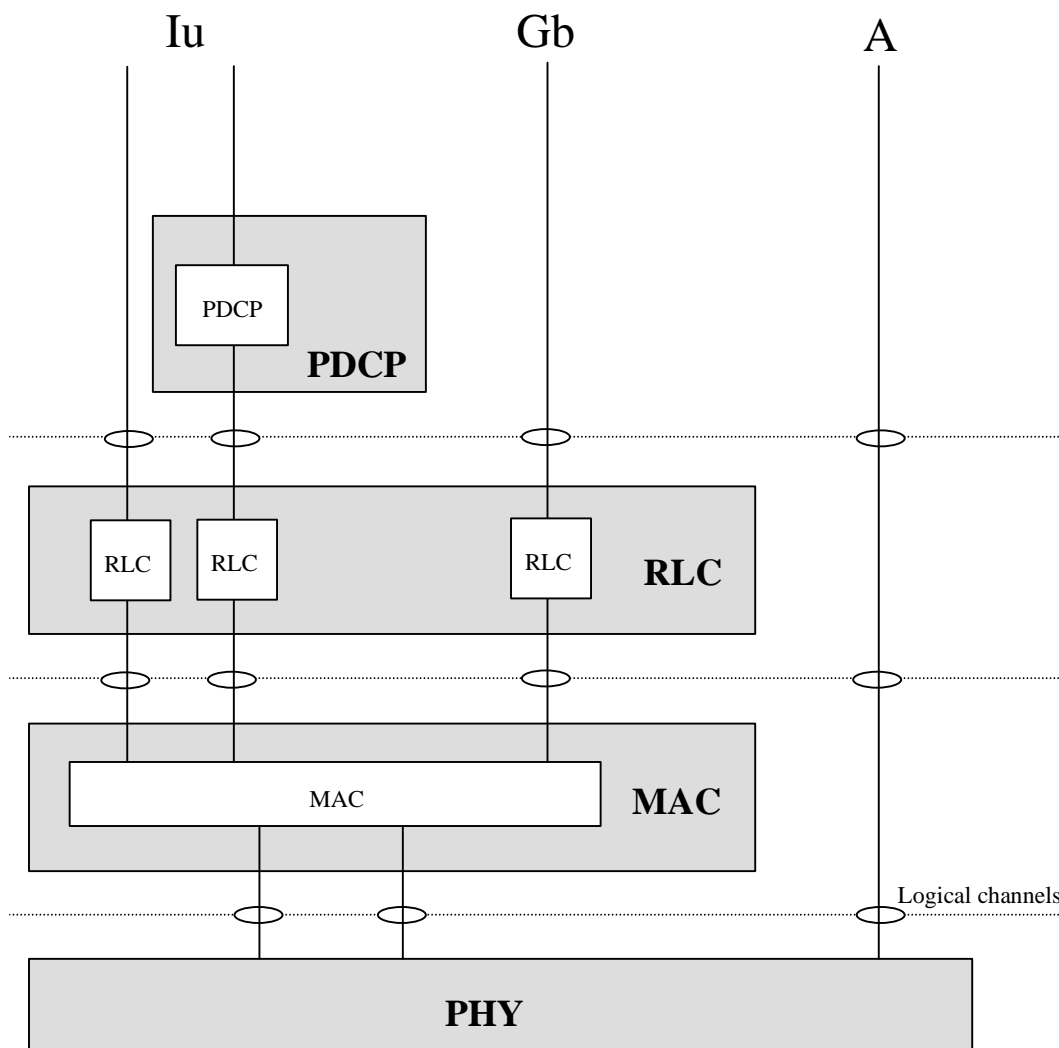 Iu Gb A
PDCP
PDCP
RLC RLC RLC
RLC
MAC
MAC
Logical channels
PHY